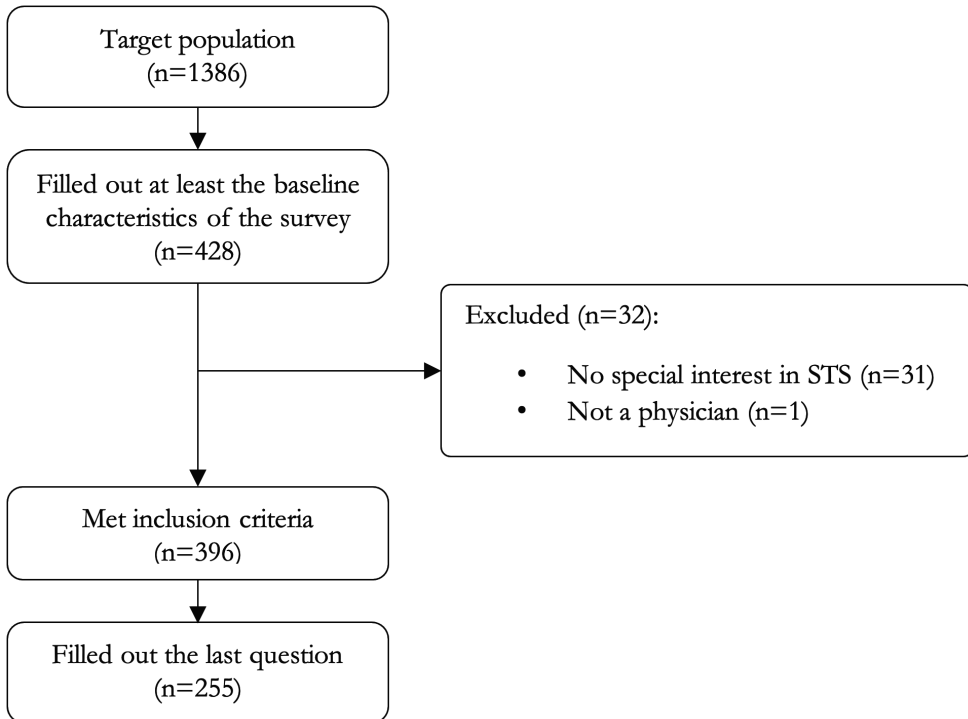 Target population
(n=1386)
Filled out at least the baseline
characteristics of the survey
(n=428)
Excluded (n=32):
• No special interest in STS (n=31)
• Not a physician (n=1)
Met inclusion criteria
(n=396)
Filled out the last question
(n=255)